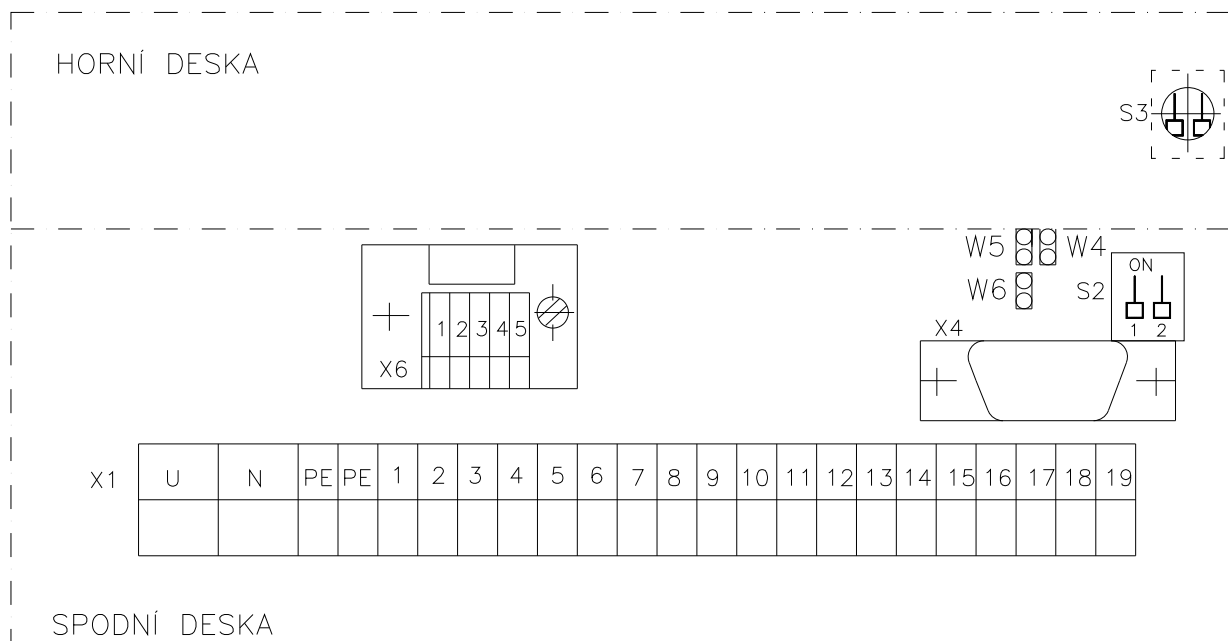 HORNÍ DESKA
S3
W5 W4
ON
W6 S2
1 2
X4
1 2 3 4 5
X6
X1 U N PE PE 1 2 3 4 5 6 7 8 9 10 11 12 13 14 15 16 17 18 19
SPODNÍ DESKA